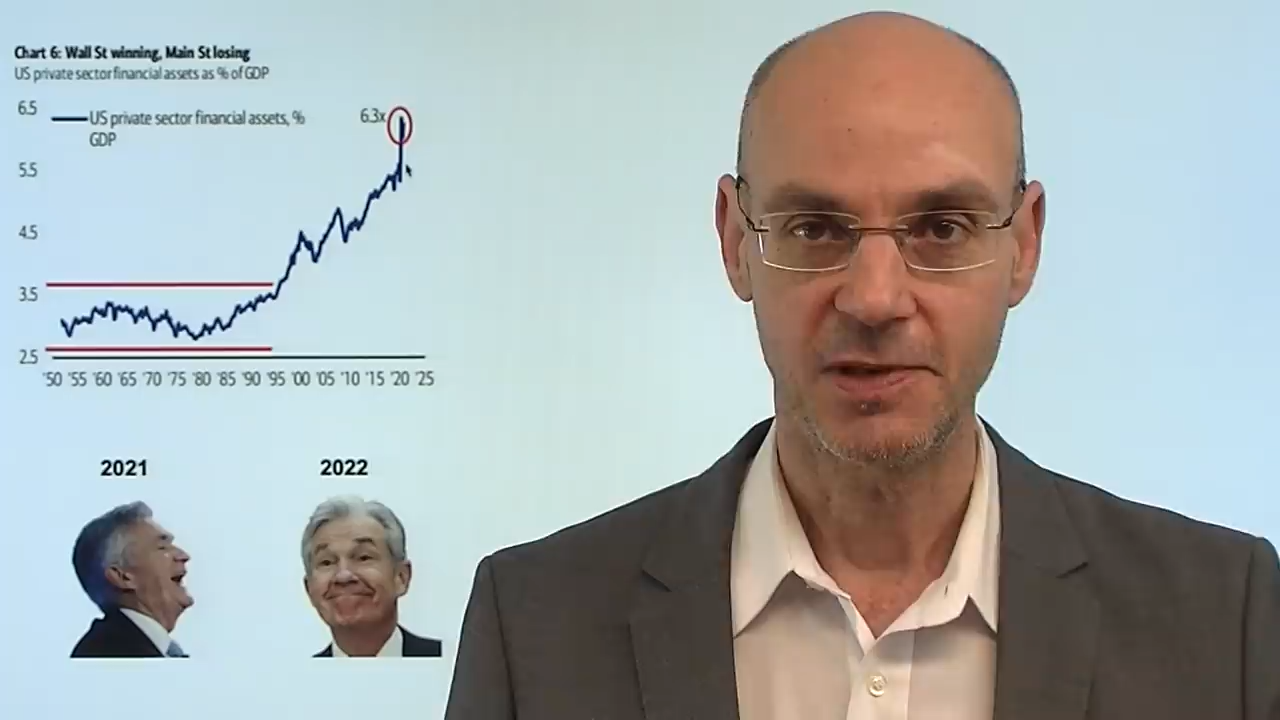 Chart 6: Wall St winning, Main St losing
US private sector financial assets as % of GDP
6.5
US private sector financial assets, %
GDP
6.3x
5.5
4.5
3.5
2.5
'50 '55 '60 '65 '70 '75 '80 '85 '90 '95 '00 '05 '10 '15 '20 '25
2021 2022